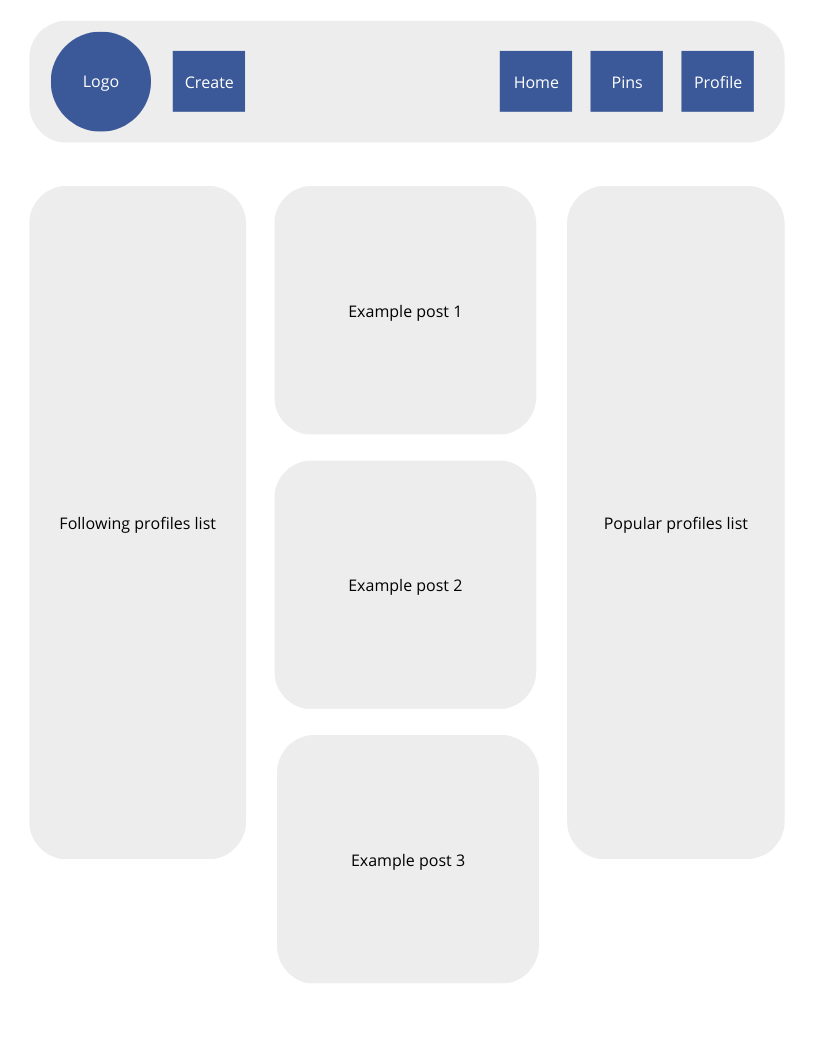 Logo
Create
Home
Pins
Profile
Example post 1
Following profiles list
Popular profiles list
Example post 2
Example post 3